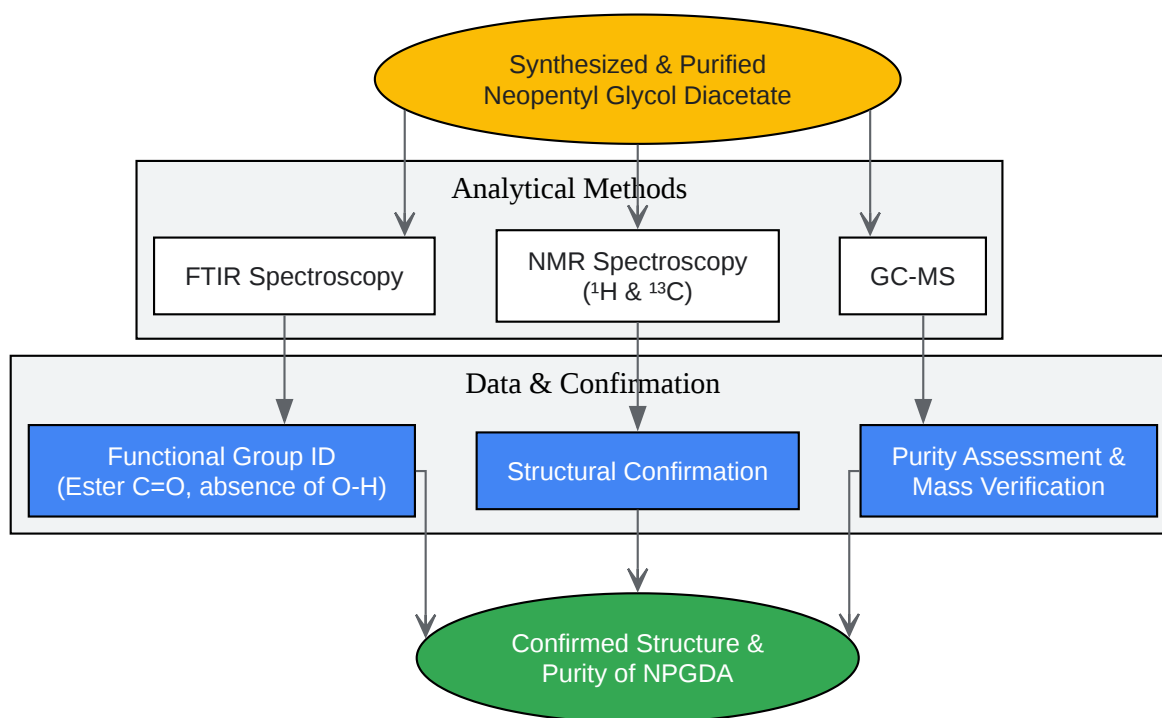 Synthesized & Purified
Neopentyl Glycol Diacetate
Analytical Methods
FTIR Spectroscopy
NMR Spectroscopy
(¹H & ¹³C)
GC-MS
Data & Confirmation
Functional Group ID
(Ester C=O, absence of O-H)
Structural Confirmation
Purity Assessment &
Mass Verification
Confirmed Structure &
Purity of NPGDA